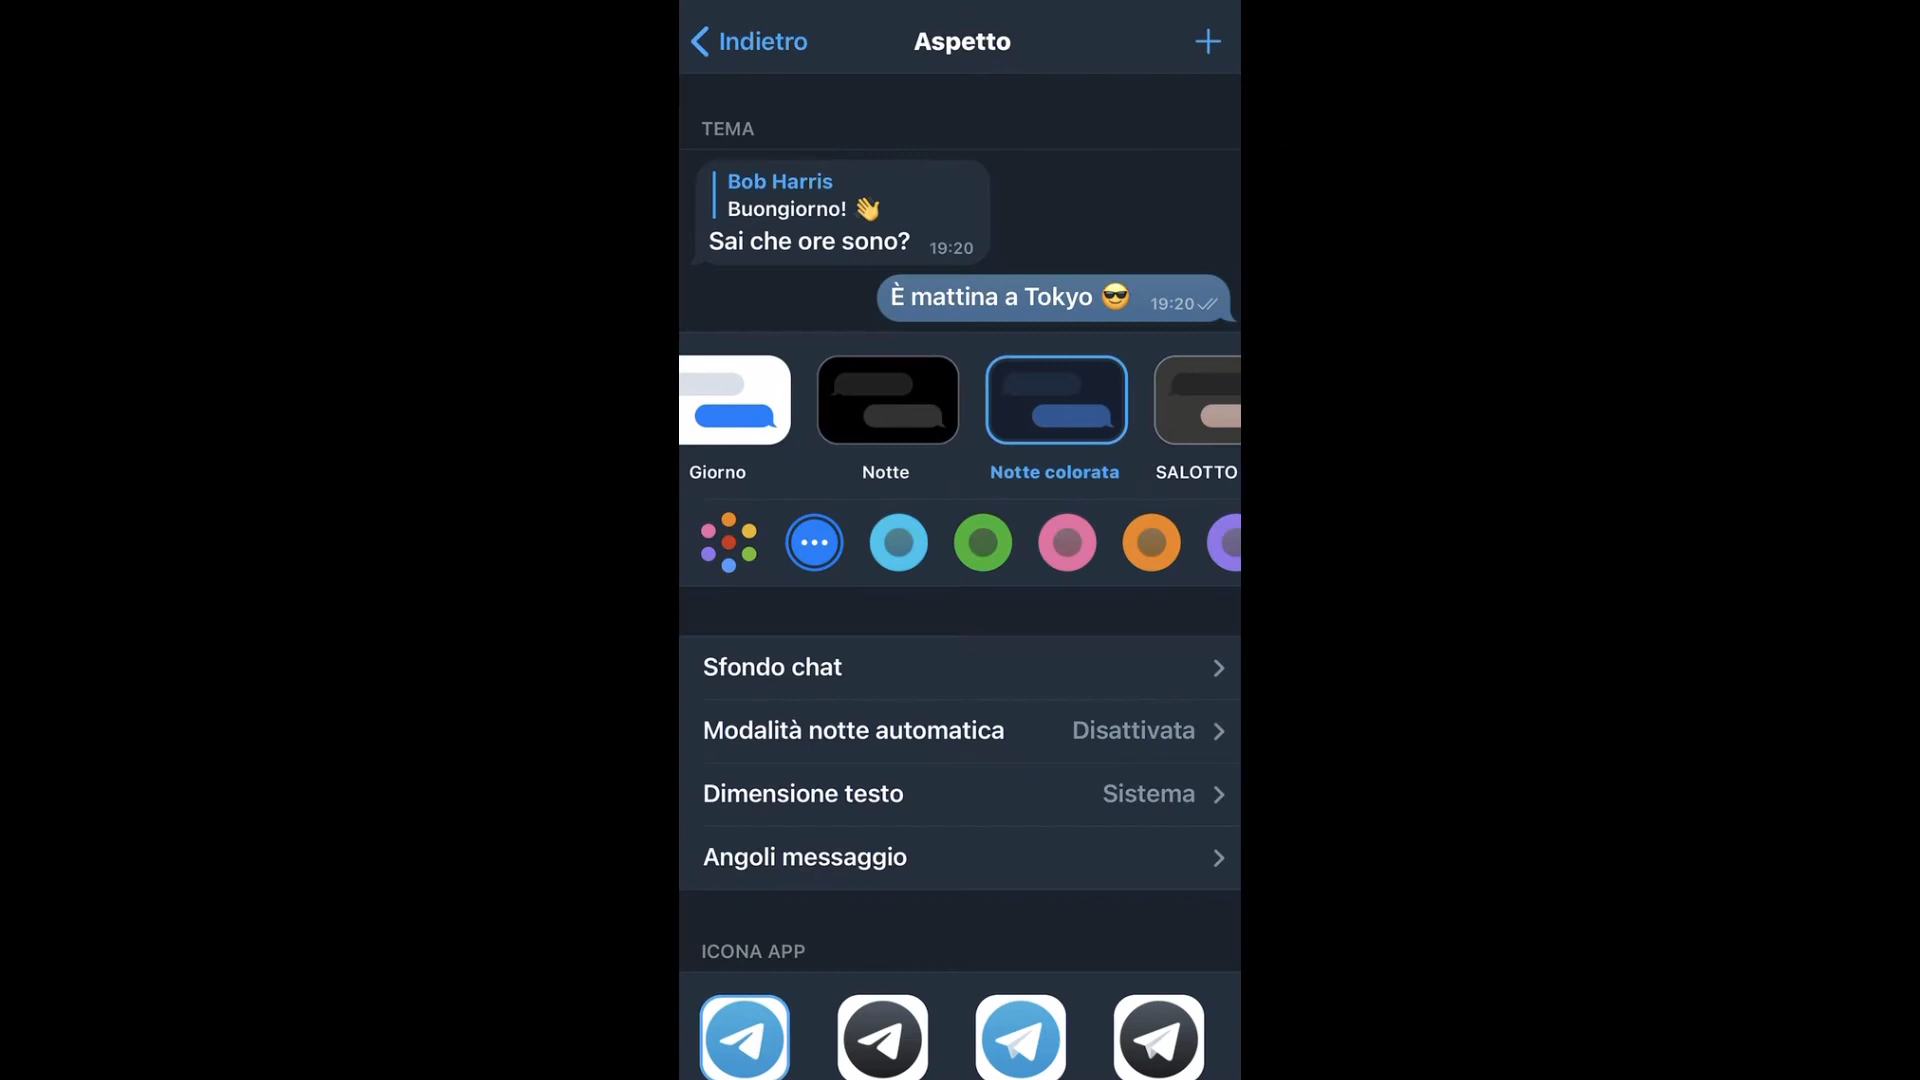 Indietro
Aspetto
TEMA
Bob Harris
Buongiorno! 👋
Sai che ore sono? 19:20
È mattina a Tokyo 😎 19:20
Giorno
Notte
Notte colorata
SALOTTO
Sfondo chat
Modalità notte automatica Disattivata
Dimensione testo Sistema
Angoli messaggio
ICONA APP